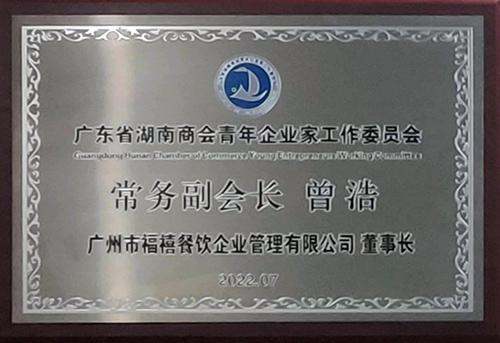 广东省湖南商会青年企业家工作委员会
Guangdong Hunan Chamber of Commerce Young Entrepreneurs Working Committee
常务副会长 曾浩
广州市福禧餐饮企业管理有限公司 董事长
2022.07